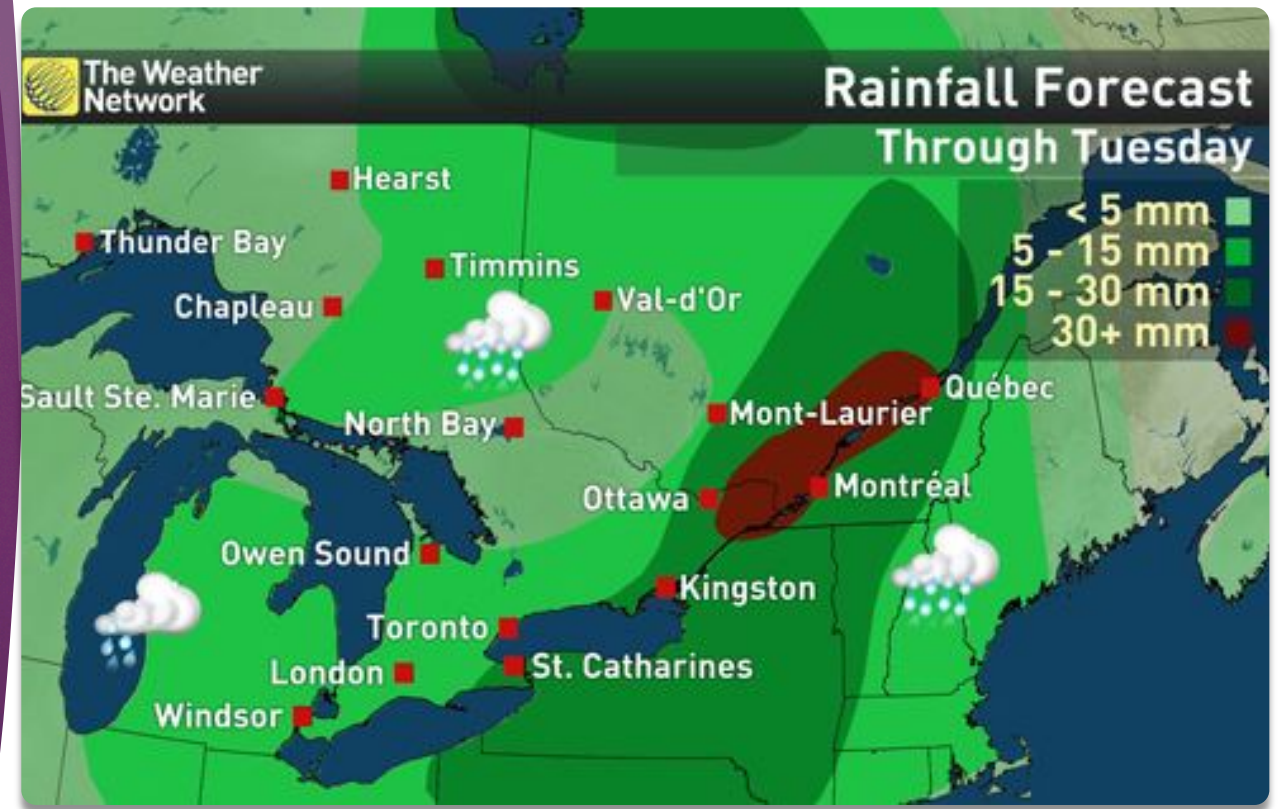 The Weather
Network
Rainfall Forecast
Through Tuesday
< 5 mm
5 - 15 mm
15 - 30 mm
30+ mm
Hearst
Thunder Bay
Timmins
Chapleau
Val-d'Or
Sault Ste. Marie
Québec
North Bay
Mont-Laurier
Ottawa
Montréal
Owen Sound
Kingston
Toronto
London
St. Catharines
Windsor